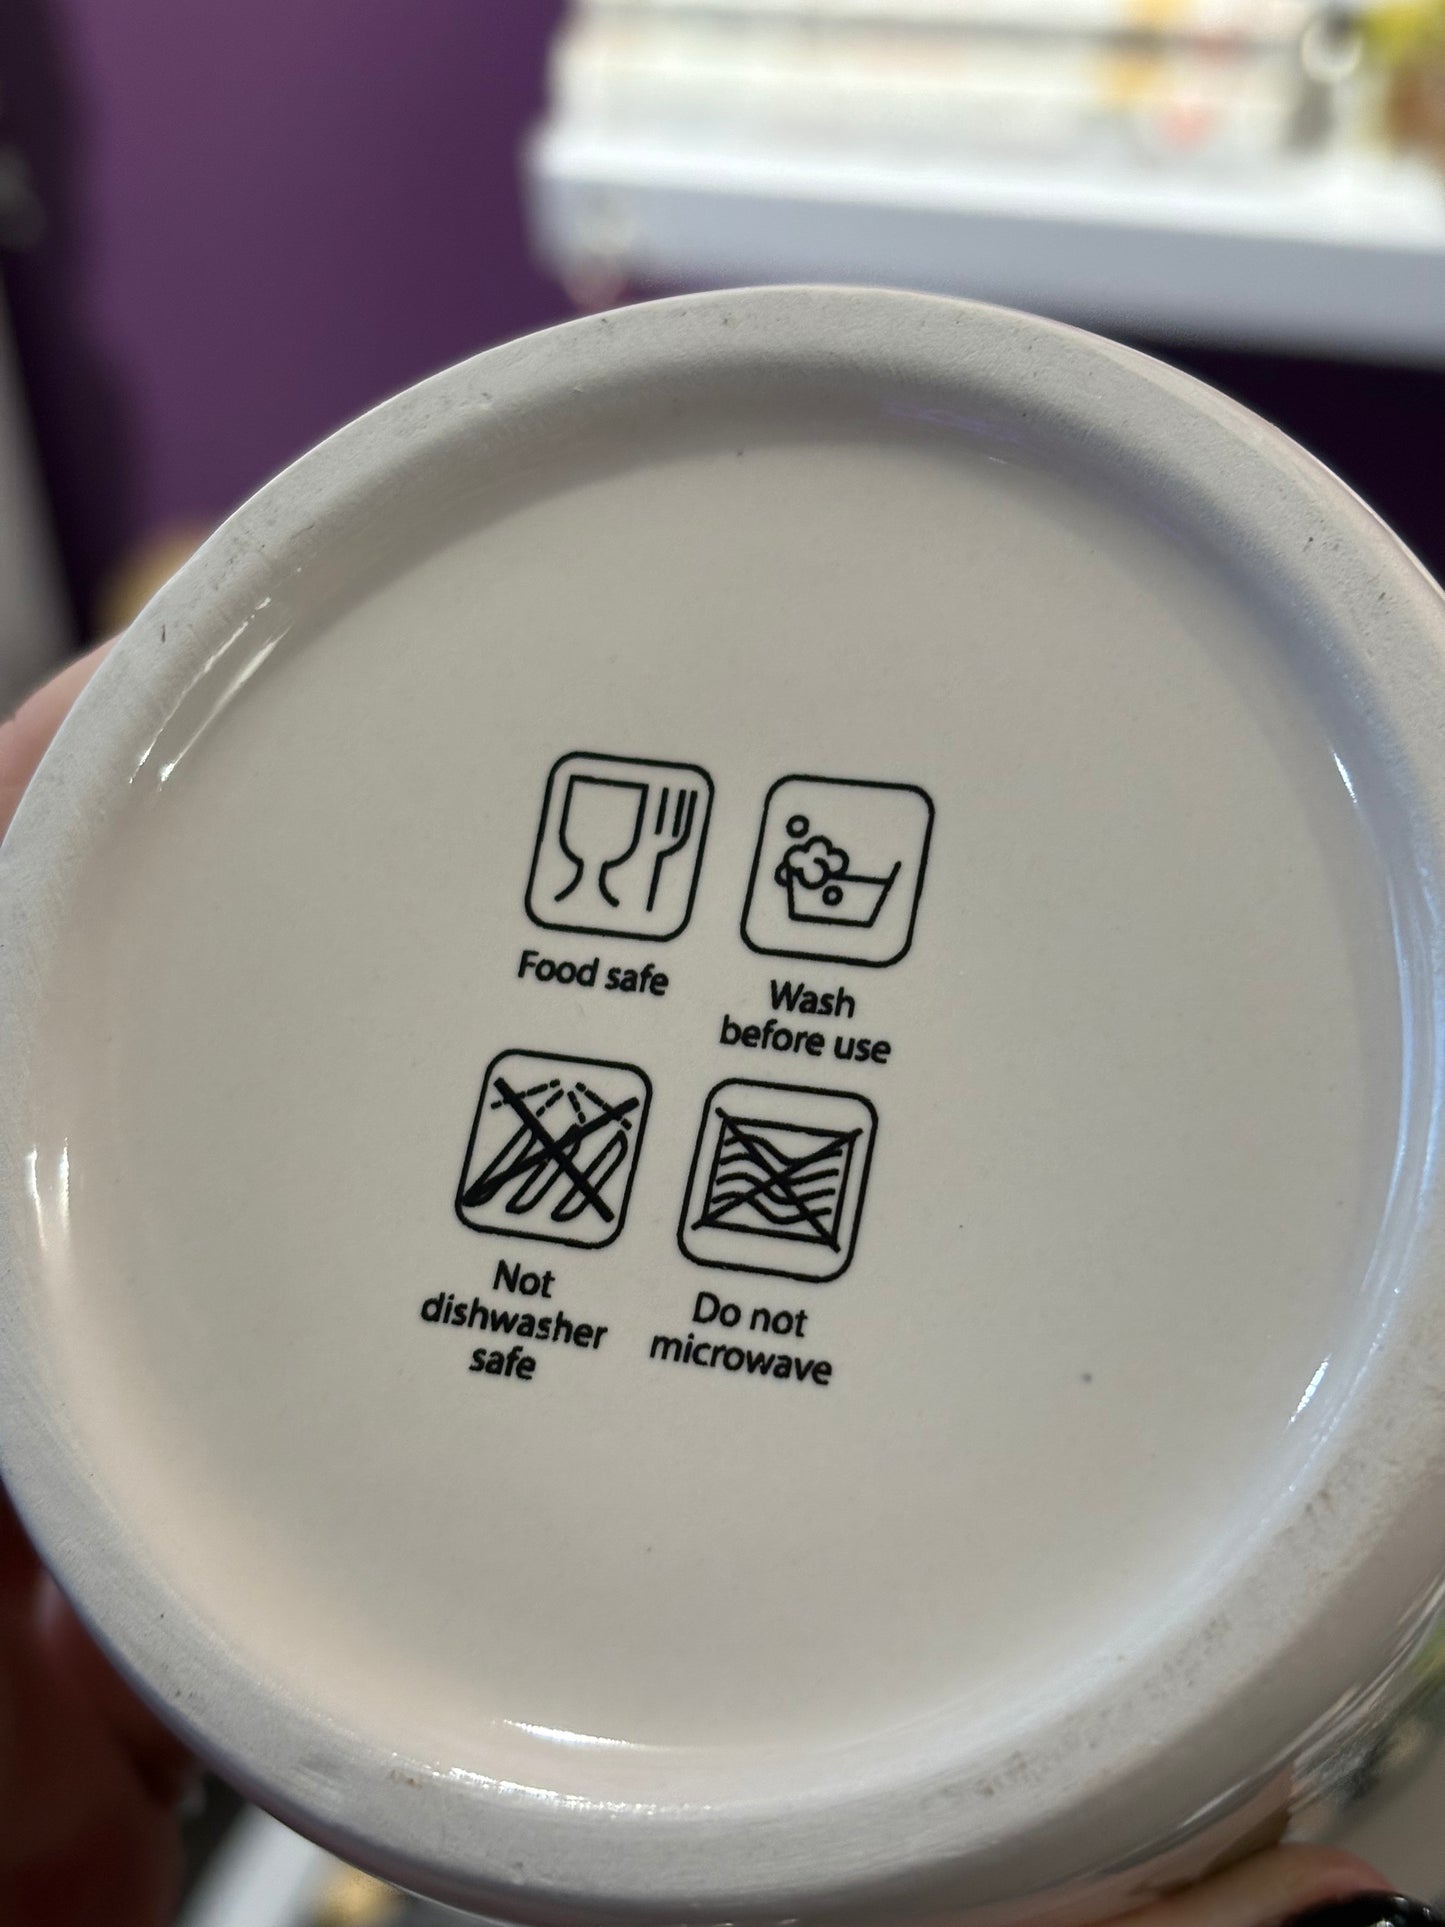 Food safe
Wash
before use
Not
dishwasher
safe
Do not
microwave